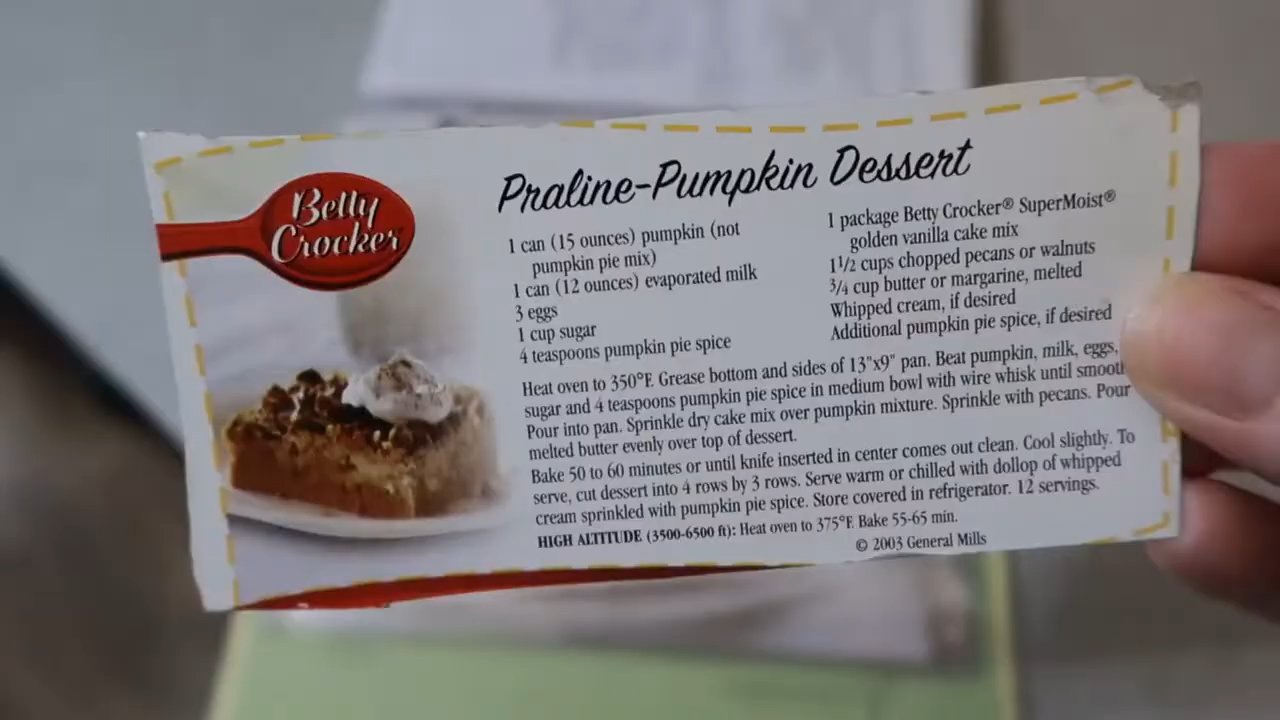 Betty
Crocker
Praline-Pumpkin Dessert
1 can (15 ounces) pumpkin (not
pumpkin pie mix)
1 can (12 ounces) evaporated milk
3 eggs
1 cup sugar
4 teaspoons pumpkin pie spice
1 package Betty Crocker® SuperMoist®
golden vanilla cake mix
1 1/2 cups chopped pecans or walnuts
3/4 cup butter or margarine, melted
Whipped cream, if desired
Additional pumpkin pie spice, if desired
Heat oven to 350°F. Grease bottom and sides of 13"x9" pan. Beat pumpkin, milk, eggs,
sugar and 4 teaspoons pumpkin pie spice in medium bowl with wire whisk until smooth
Pour into pan. Sprinkle dry cake mix over pumpkin mixture. Sprinkle with pecans. Pour
melted butter evenly over top of dessert.
Bake 50 to 60 minutes or until knife inserted in center comes out clean. Cool slightly. To
serve, cut dessert into 4 rows by 3 rows. Serve warm or chilled with dollop of whipped
cream sprinkled with pumpkin pie spice. Store covered in refrigerator. 12 servings.
HIGH ALTITUDE (3500-6500 ft): Heat oven to 375°F. Bake 55-65 min.
© 2003 General Mills